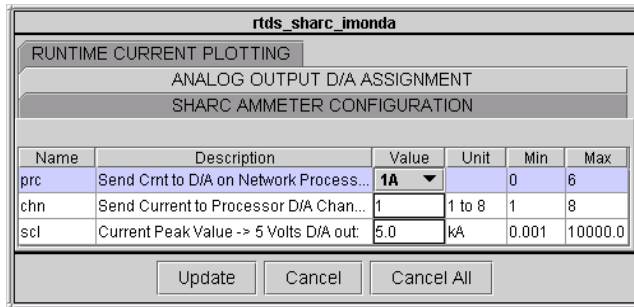 rtds_sharc_imonda
RUNTIME CURRENT PLOTTING
ANALOG OUTPUT D/A ASSIGNMENT
SHARC AMMETER CONFIGURATION
Name Description Value Unit Min Max
prc Send Crnt to D/A on Network Process... 1A 0 6
chn Send Current to Processor D/A Chan... 1 1 to 8 1 8
scl Current Peak Value -> 5 Volts D/A out: 5.0 kA 0.001 10000.0
Update Cancel Cancel All